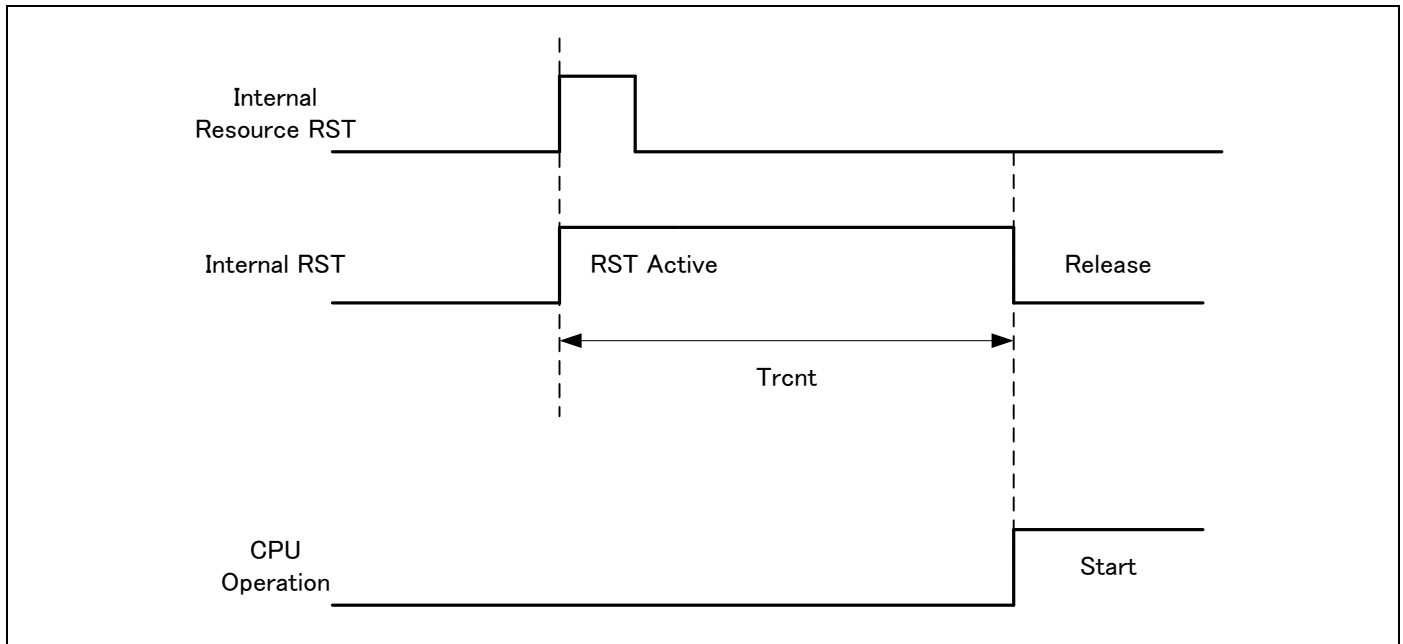 Internal
Resource RST
Internal RST
RST Active
Release
Trcnt
CPU
Operation
Start